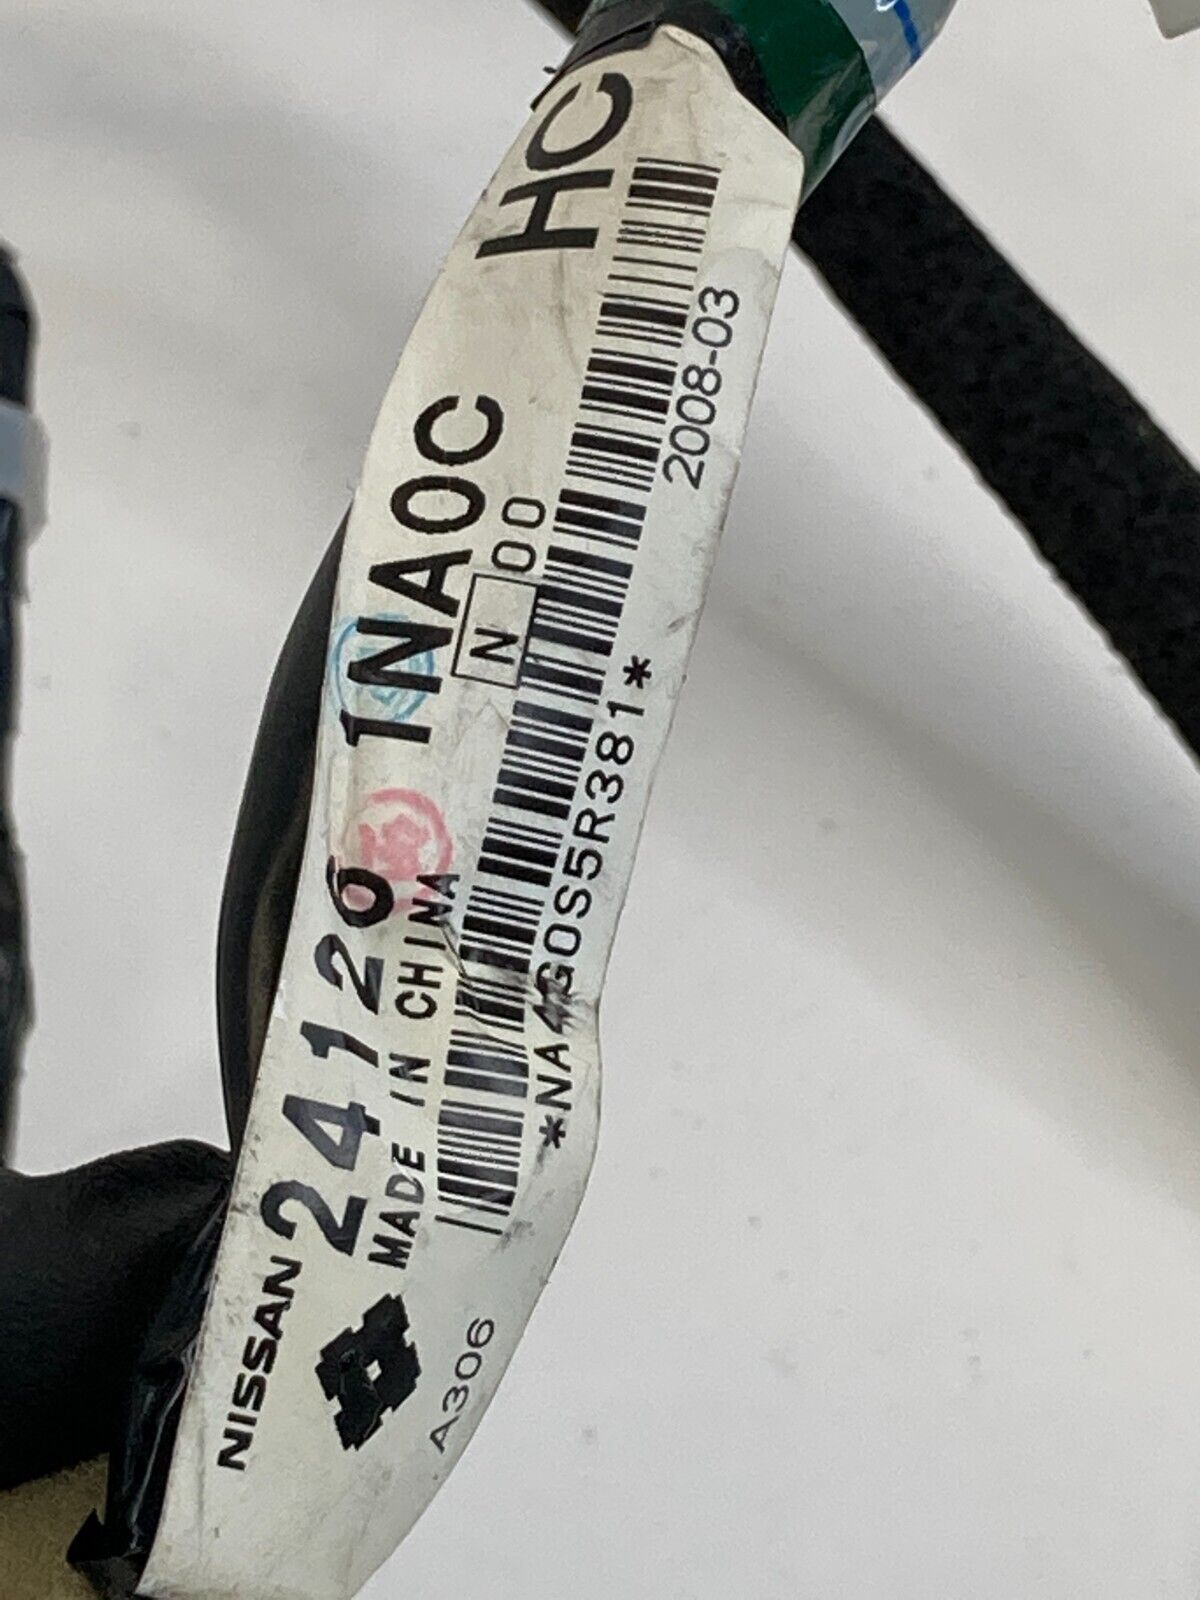 NISSAN 24126 1NA0C HC
MADE IN CHINA N 00
*NA4G0S5R381* 2008-03
A306